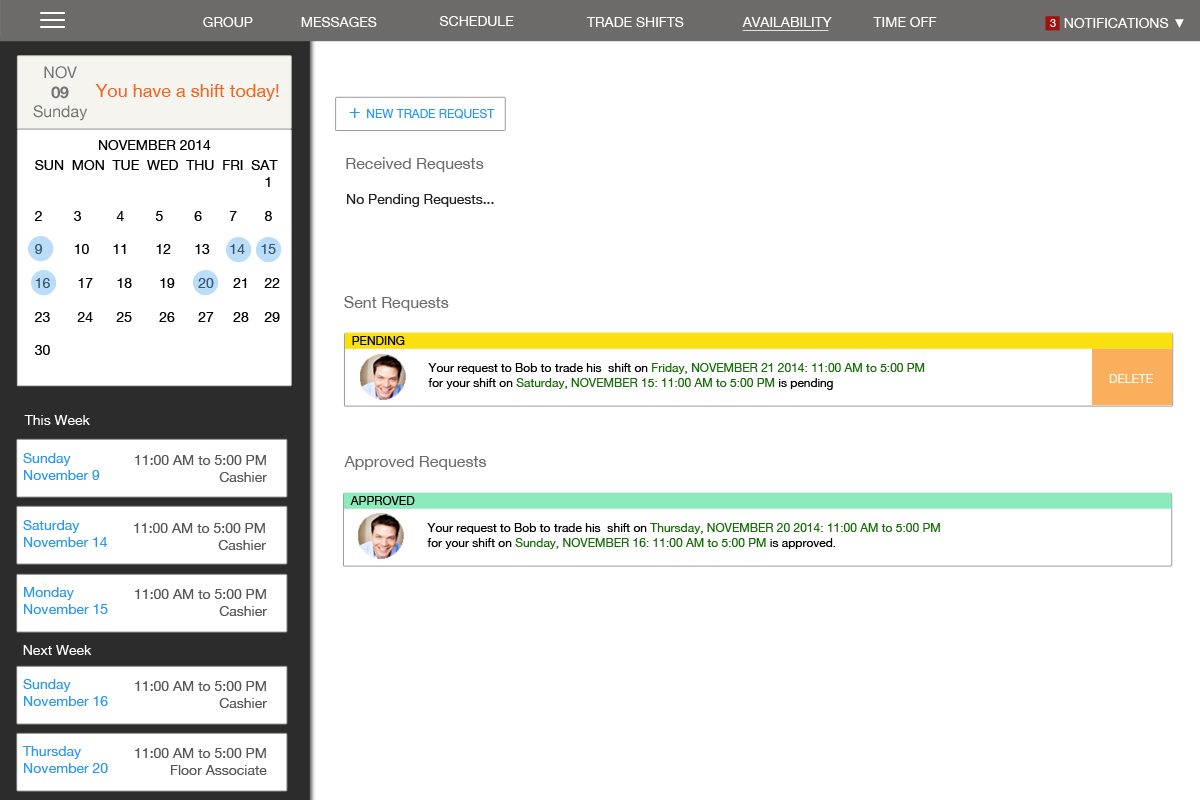 GROUP MESSAGES SCHEDULE TRADE SHIFTS AVAILABILITY TIME OFF 3 NOTIFICATIONS ▼
NOV
09
Sunday
You have a shift today!
NOVEMBER 2014
SUN MON TUE WED THU FRI SAT
1
2 3 4 5 6 7 8
9 10 11 12 13 14 15
16 17 18 19 20 21 22
23 24 25 26 27 28 29
30
This Week
Sunday 11:00 AM to 5:00 PM
November 9 Cashier
Saturday 11:00 AM to 5:00 PM
November 14 Cashier
Monday 11:00 AM to 5:00 PM
November 15 Cashier
Next Week
Sunday 11:00 AM to 5:00 PM
November 16 Cashier
Thursday 11:00 AM to 5:00 PM
November 20 Floor Associate
+ NEW TRADE REQUEST
Received Requests
No Pending Requests...
Sent Requests
PENDING
Your request to Bob to trade his shift on Friday, NOVEMBER 21 2014: 11:00 AM to 5:00 PM
for your shift on Saturday, NOVEMBER 15: 11:00 AM to 5:00 PM is pending
DELETE
Approved Requests
APPROVED
Your request to Bob to trade his shift on Thursday, NOVEMBER 20 2014: 11:00 AM to 5:00 PM
for your shift on Sunday, NOVEMBER 16: 11:00 AM to 5:00 PM is approved.